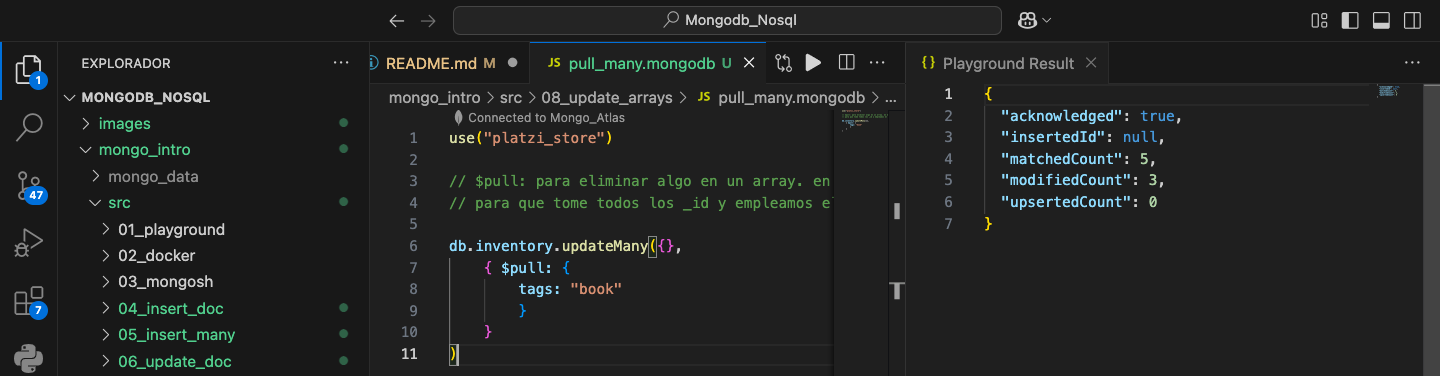 Mongodb_Nosql
EXPLORADOR
MONGODB_NOSQL
images
mongo_intro
mongo_data
src
01_playground
02_docker
03_mongosh
04_insert_doc
05_insert_many
06_update_doc
1
47
7
README.md M
JS pull_many.mongodb U
mongo_intro > src > 08_update_arrays > JS pull_many.mongodb > ...
Connected to Mongo_Atlas
1 use("platzi_store")
2
3 // $pull: para eliminar algo en un array. en
4 // para que tome todos los _id y empleamos el
5
6 db.inventory.updateMany({},
7 { $pull: {
8 tags: "book"
9 }
10 }
11 )
{} Playground Result
1 {
2 "acknowledged": true,
3 "insertedId": null,
4 "matchedCount": 5,
5 "modifiedCount": 3,
6 "upsertedCount": 0
7 }